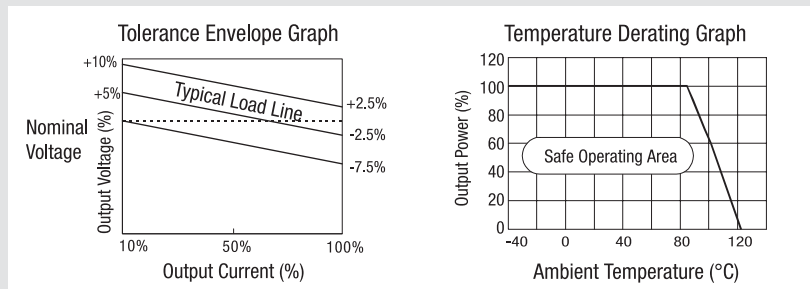 Tolerance Envelope Graph
+10%
+5%
Typical Load Line
+2.5%
-2.5%
-7.5%
Nominal
Voltage
Output Voltage (%)
10%
50%
100%
Output Current (%)
Temperature Derating Graph
120
100
80
60
40
20
0
Output Power (%)
Safe Operating Area
-40
0
40
80
120
Ambient Temperature (°C)